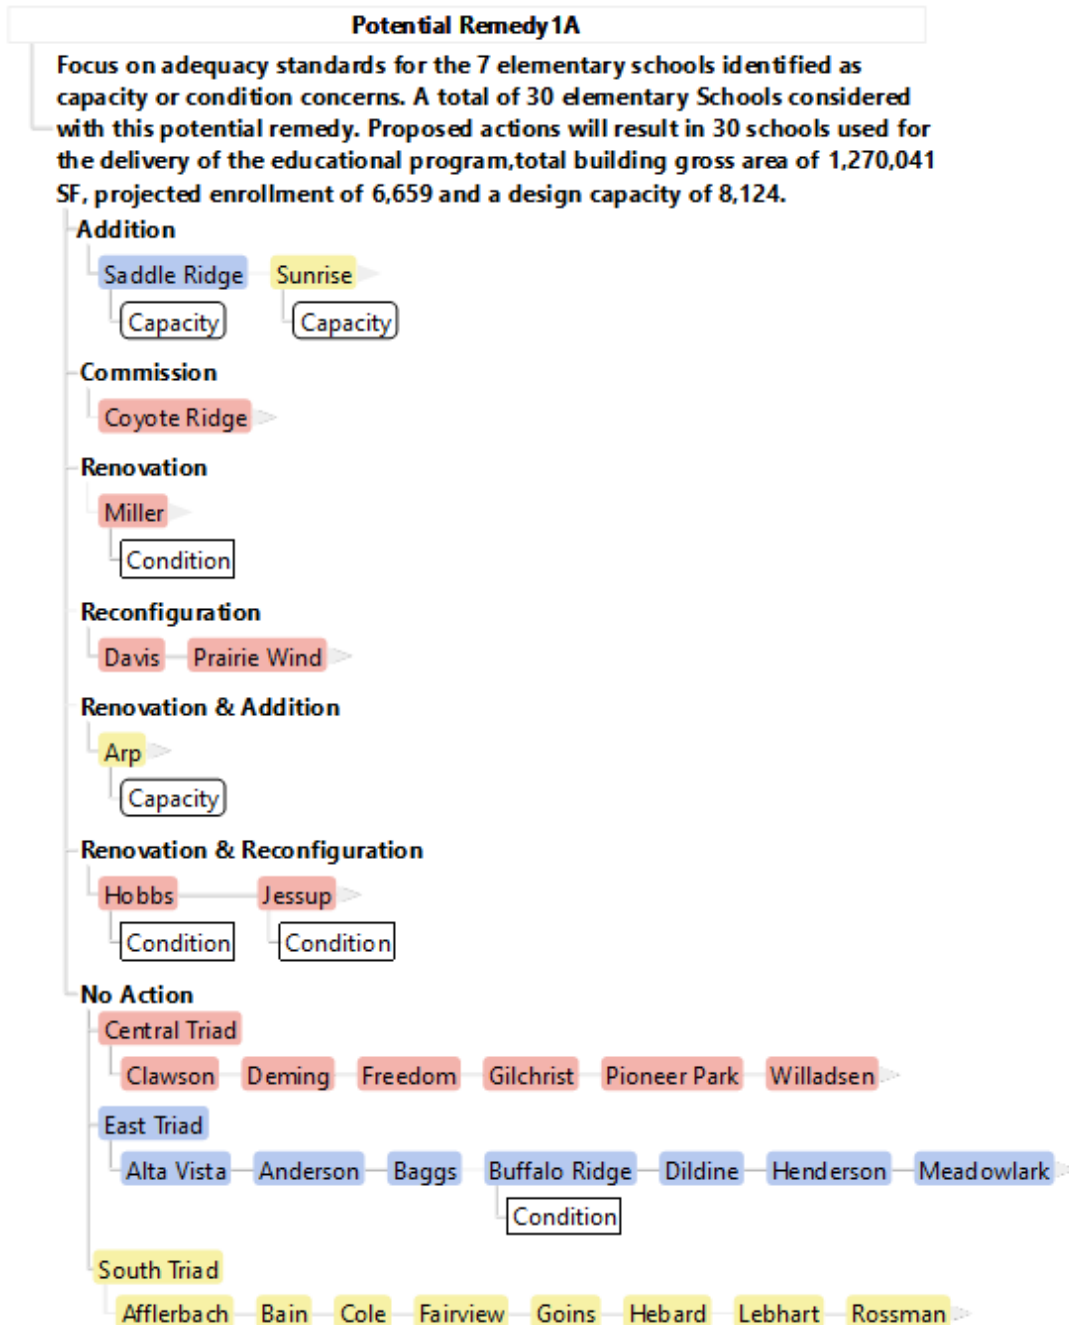 Potential Remedy1A
Focus on adequacy standards for the 7 elementary schools identified as
capacity or condition concerns. A total of 30 elementary Schools considered
with this potential remedy. Proposed actions will result in 30 schools used for
the delivery of the educational program,total building gross area of 1,270,041
SF, projected enrollment of 6,659 and a design capacity of 8,124.
Addition
Saddle Ridge Sunrise
Capacity Capacity
Commission
Coyote Ridge
Renovation
Miller
Condition
Reconfiguration
Davis Prairie Wind
Renovation & Addition
Arp
Capacity
Renovation & Reconfiguration
Hobbs Jessup
Condition Condition
No Action
Central Triad
Clawson Deming Freedom Gilchrist Pioneer Park Willadsen
East Triad
Alta Vista Anderson Baggs Buffalo Ridge Dildine Henderson Meadowlark
Condition
South Triad
Afflerbach Bain Cole Fairview Goins Hebard Lebhart Rossman